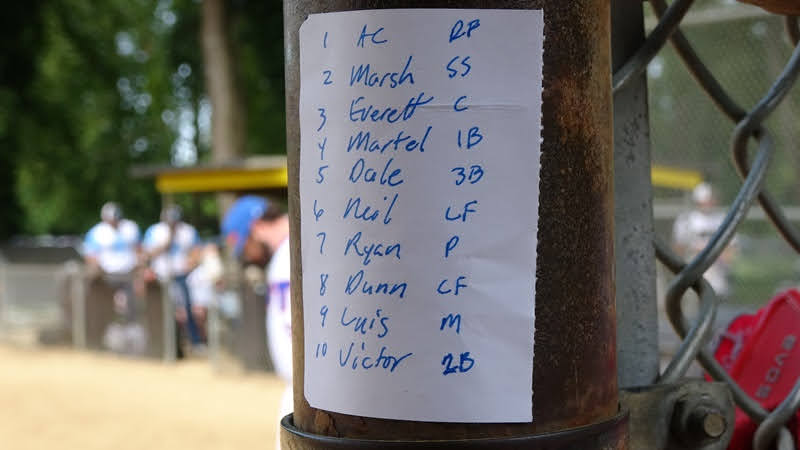 1 AC RF
2 Marsh SS
3 Everett C
4 Martel 1B
5 Dale 3B
6 Neil LF
7 Ryan P
8 Dunn CF
9 Luis M
10 Victor 2B